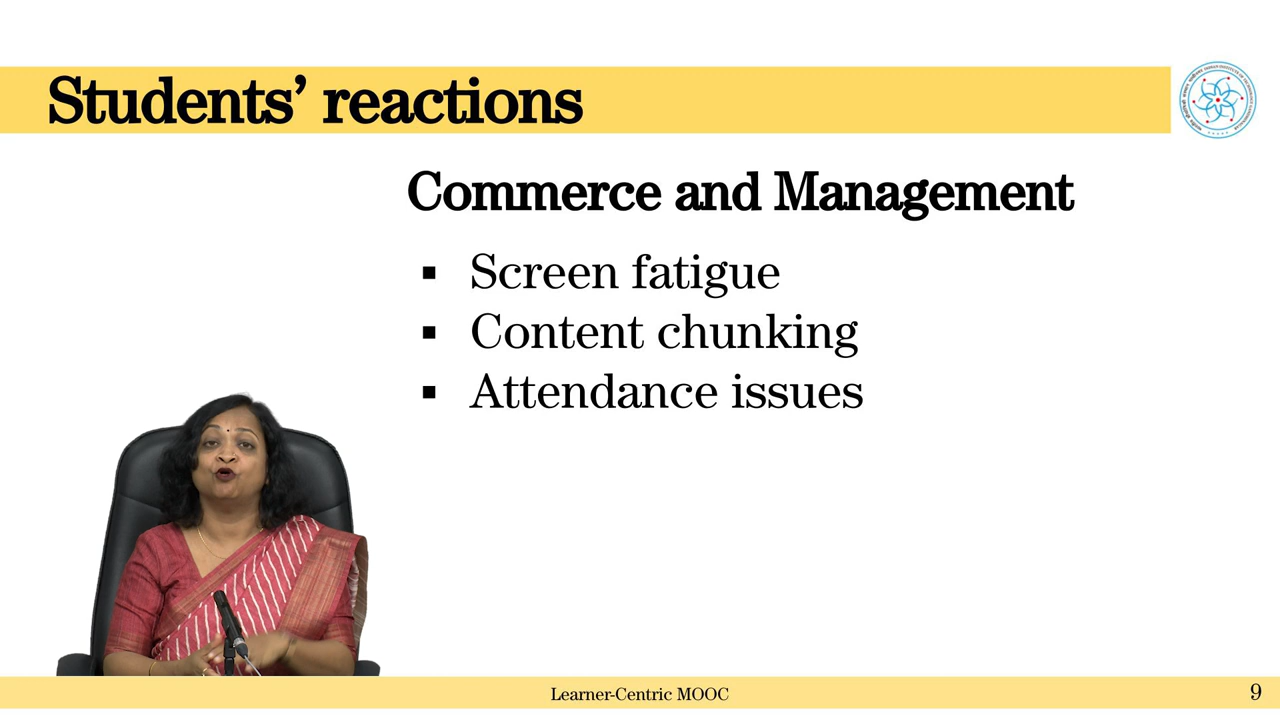 Students’ reactions
Commerce and Management
▪ Screen fatigue
▪ Content chunking
▪ Attendance issues
Learner-Centric MOOC
9